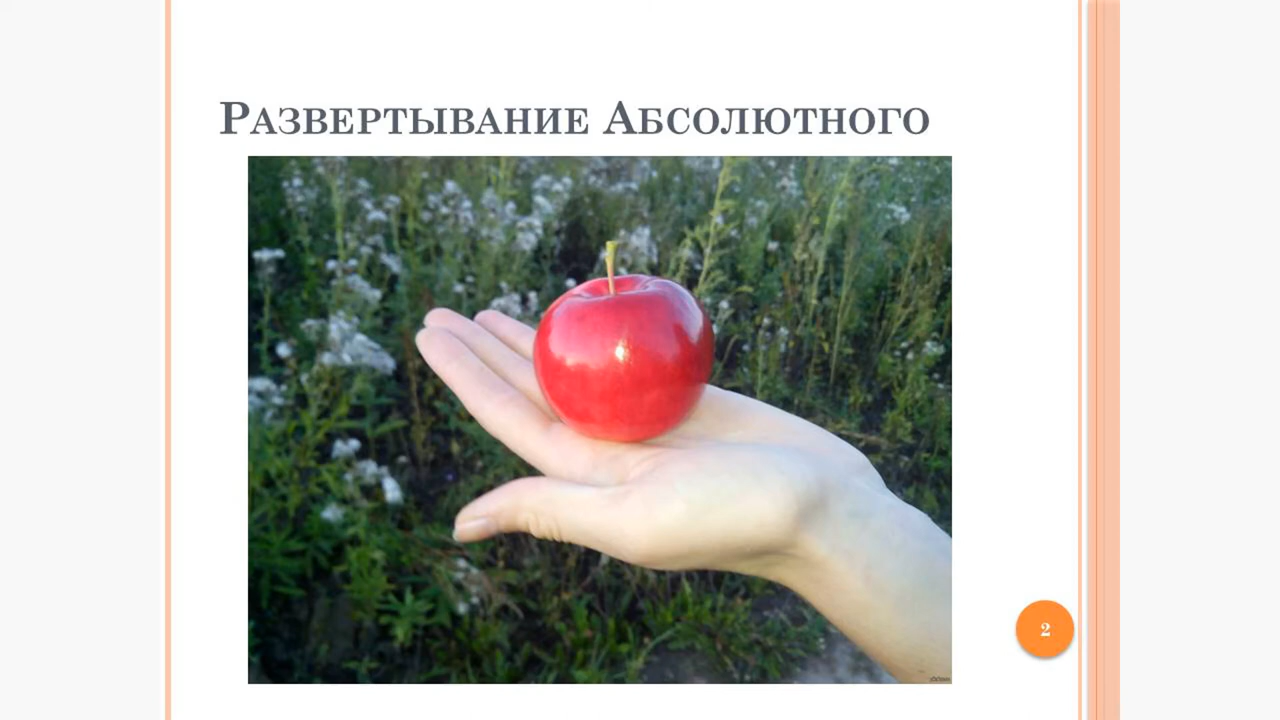 Развертывание Абсолютного
2